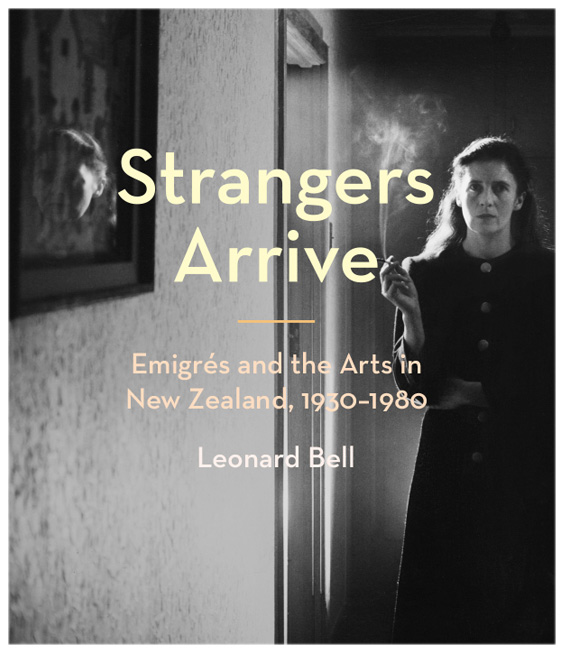 Strangers
Arrive
Emigrés and the Arts in
New Zealand, 1930–1980
Leonard Bell